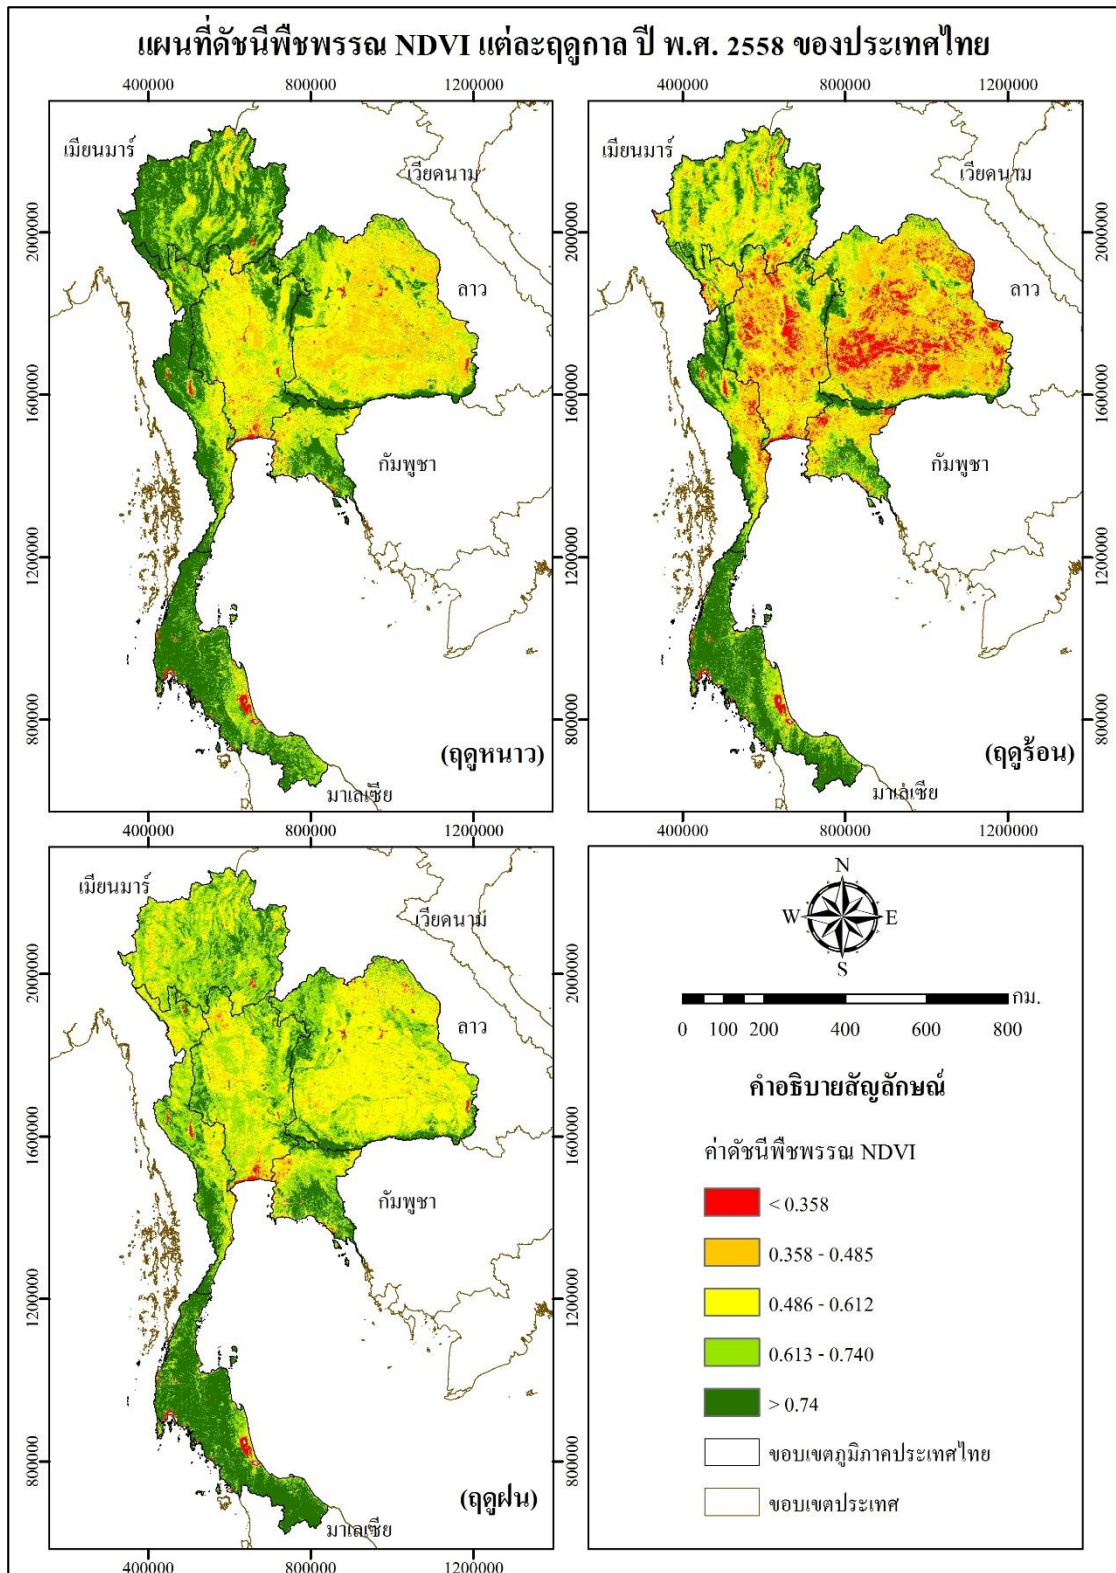 แผนที่ดัชนีพืชพรรณ NDVI แต่ละฤดูกาล ปี พ.ศ. 2558 ของประเทศไทย
400000 800000 1200000
เมียนมาร์
เวียดนาม
ลาว
กัมพูชา
มาเลเซีย
(ฤดูหนาว)
2000000
1600000
1200000
800000
400000 800000 1200000
400000 800000 1200000
เมียนมาร์
เวียดนาม
ลาว
กัมพูชา
มาเลเซีย
(ฤดูร้อน)
2000000
1600000
1200000
800000
400000 800000 1200000
เมียนมาร์
เวียดนาม
ลาว
กัมพูชา
มาเลเซีย
(ฤดูฝน)
2000000
1600000
1200000
800000
400000 800000 1200000
N
W E
S
กม.
0 100 200 400 600 800
คำอธิบายสัญลักษณ์
ค่าดัชนีพืชพรรณ NDVI
< 0.358
0.358 - 0.485
0.486 - 0.612
0.613 - 0.740
> 0.74
ขอบเขตภูมิภาคประเทศไทย
ขอบเขตประเทศ